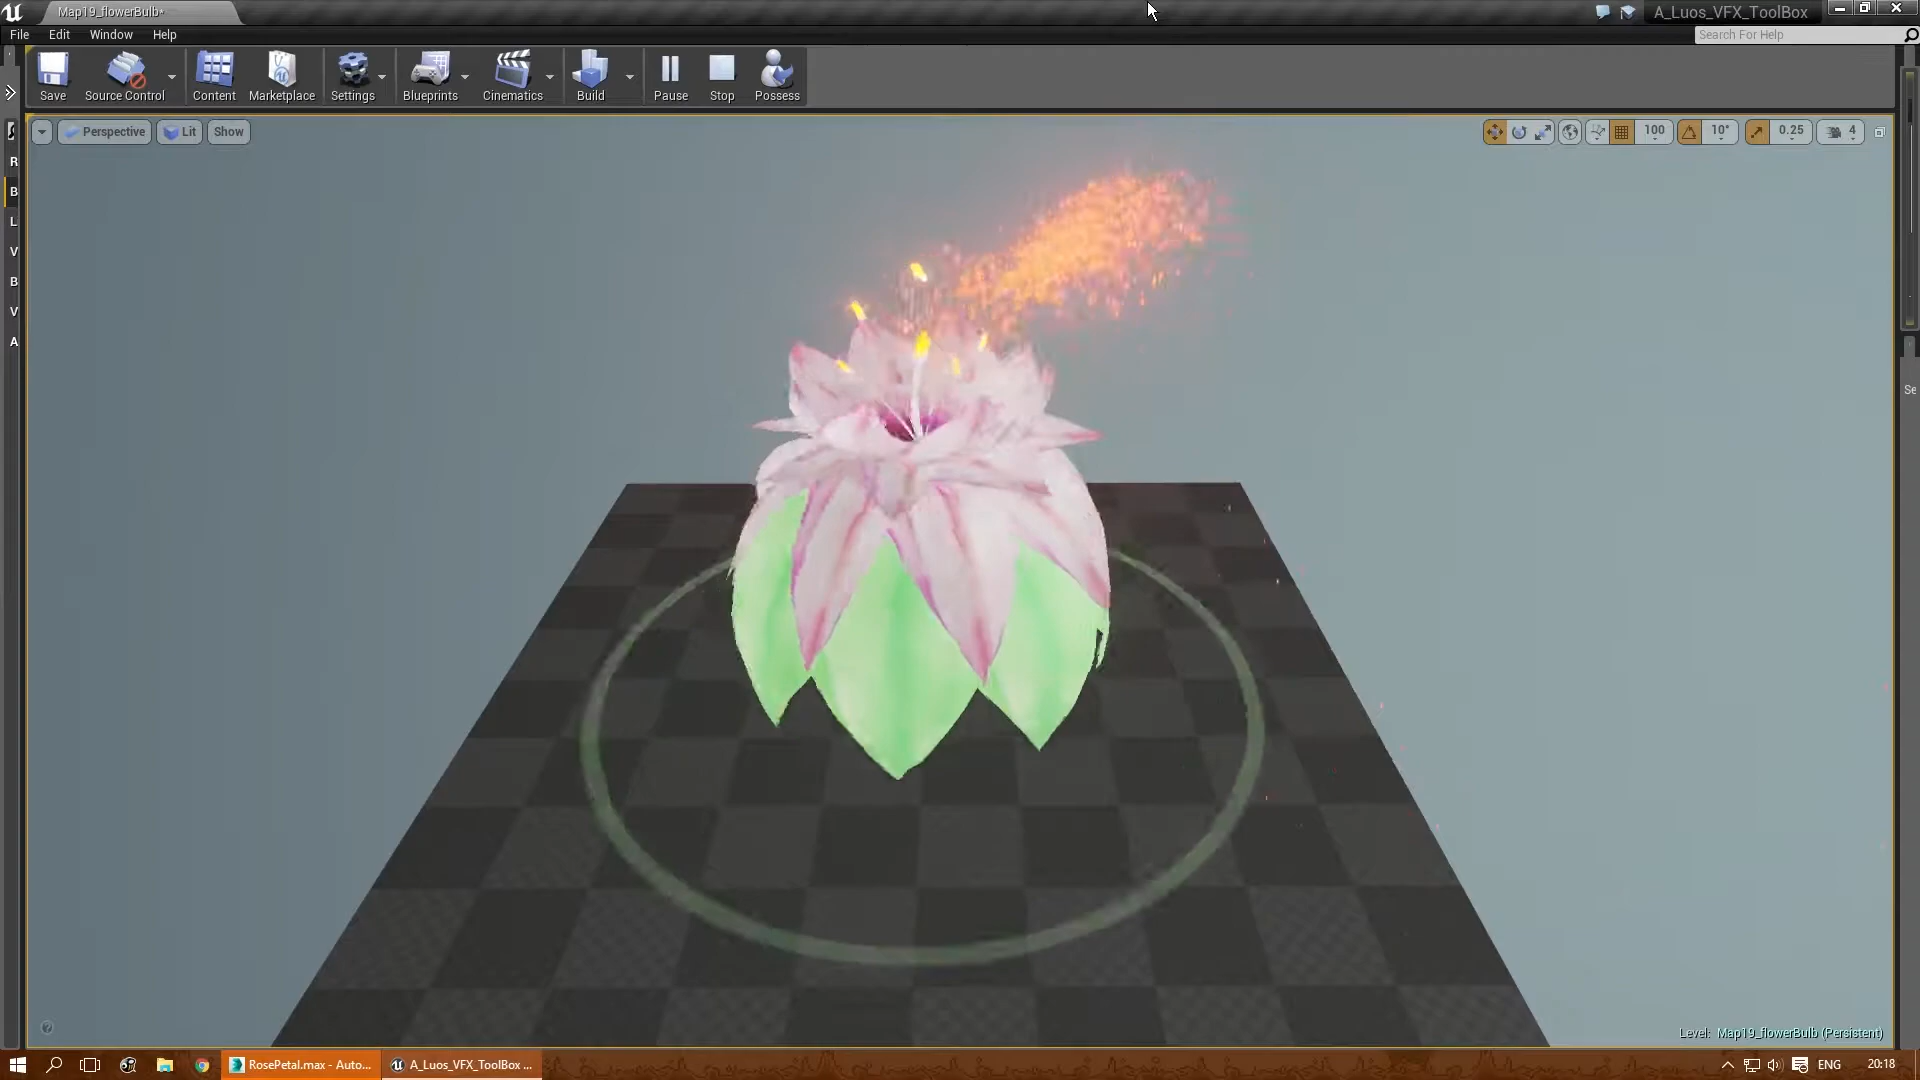 Map19_flowerBulb*
A_Luos_VFX_ToolBox
File Edit Window Help
Search For Help
Save Source Control Content Marketplace Settings Blueprints Cinematics Build Pause Stop Possess
Perspective Lit Show
100 10° 0.25 4
R
B
L
V
B
V
A
Se
Level: Map19_flowerBulb (Persistent)
RosePetal.max - Auto...
A_Luos_VFX_ToolBox ...
ENG
20:18